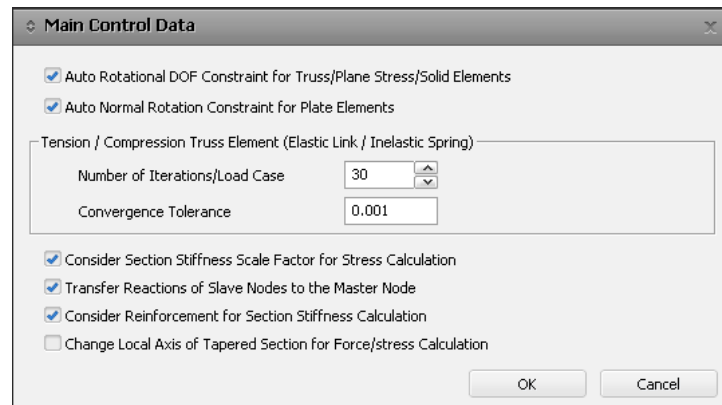 Main Control Data
Auto Rotational DOF Constraint for Truss/Plane Stress/Solid Elements
Auto Normal Rotation Constraint for Plate Elements
Tension / Compression Truss Element (Elastic Link / Inelastic Spring)
Number of Iterations/Load Case 30
Convergence Tolerance 0.001
Consider Section Stiffness Scale Factor for Stress Calculation
Transfer Reactions of Slave Nodes to the Master Node
Consider Reinforcement for Section Stiffness Calculation
Change Local Axis of Tapered Section for Force/stress Calculation
OK Cancel